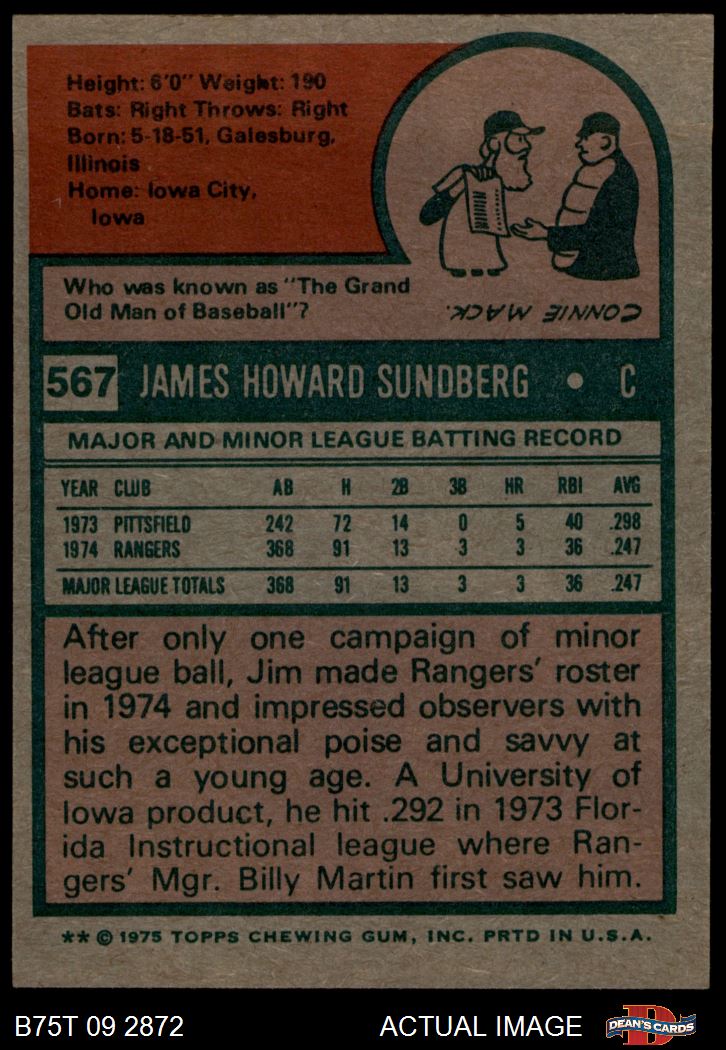 Height: 6'0" Weight: 190
Bats: Right Throws: Right
Born: 5-18-51, Galesburg,
Illinois
Home: Iowa City,
Iowa
Who was known as "The Grand
Old Man of Baseball"?
CONNIE MACK.
567 JAMES HOWARD SUNDBERG • C
MAJOR AND MINOR LEAGUE BATTING RECORD
YEAR CLUB AB H 2B 3B HR RBI AVG
1973 PITTSFIELD 242 72 14 0 5 40 .298
1974 RANGERS 368 91 13 3 3 36 .247
MAJOR LEAGUE TOTALS 368 91 13 3 3 36 .247
After only one campaign of minor
league ball, Jim made Rangers' roster
in 1974 and impressed observers with
his exceptional poise and savvy at
such a young age. A University of
Iowa product, he hit .292 in 1973 Flor-
ida Instructional league where Ran-
gers' Mgr. Billy Martin first saw him.
** © 1975 TOPPS CHEWING GUM, INC. PRTD IN U.S.A.
B75T 09 2872 ACTUAL IMAGE D DEAN'S CARDS